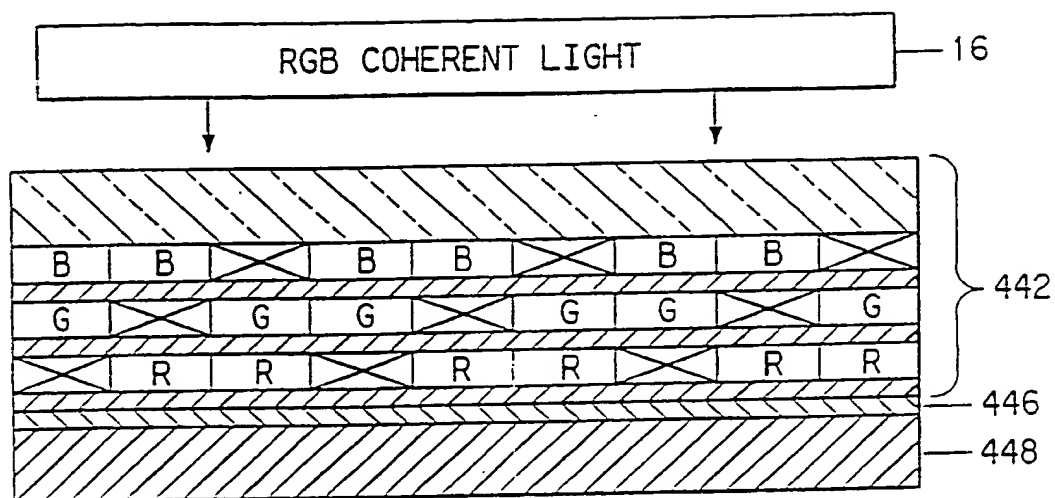 RGB COHERENT LIGHT
16
B B B B B B
G G G G G G
442
R R R R R R
446
448